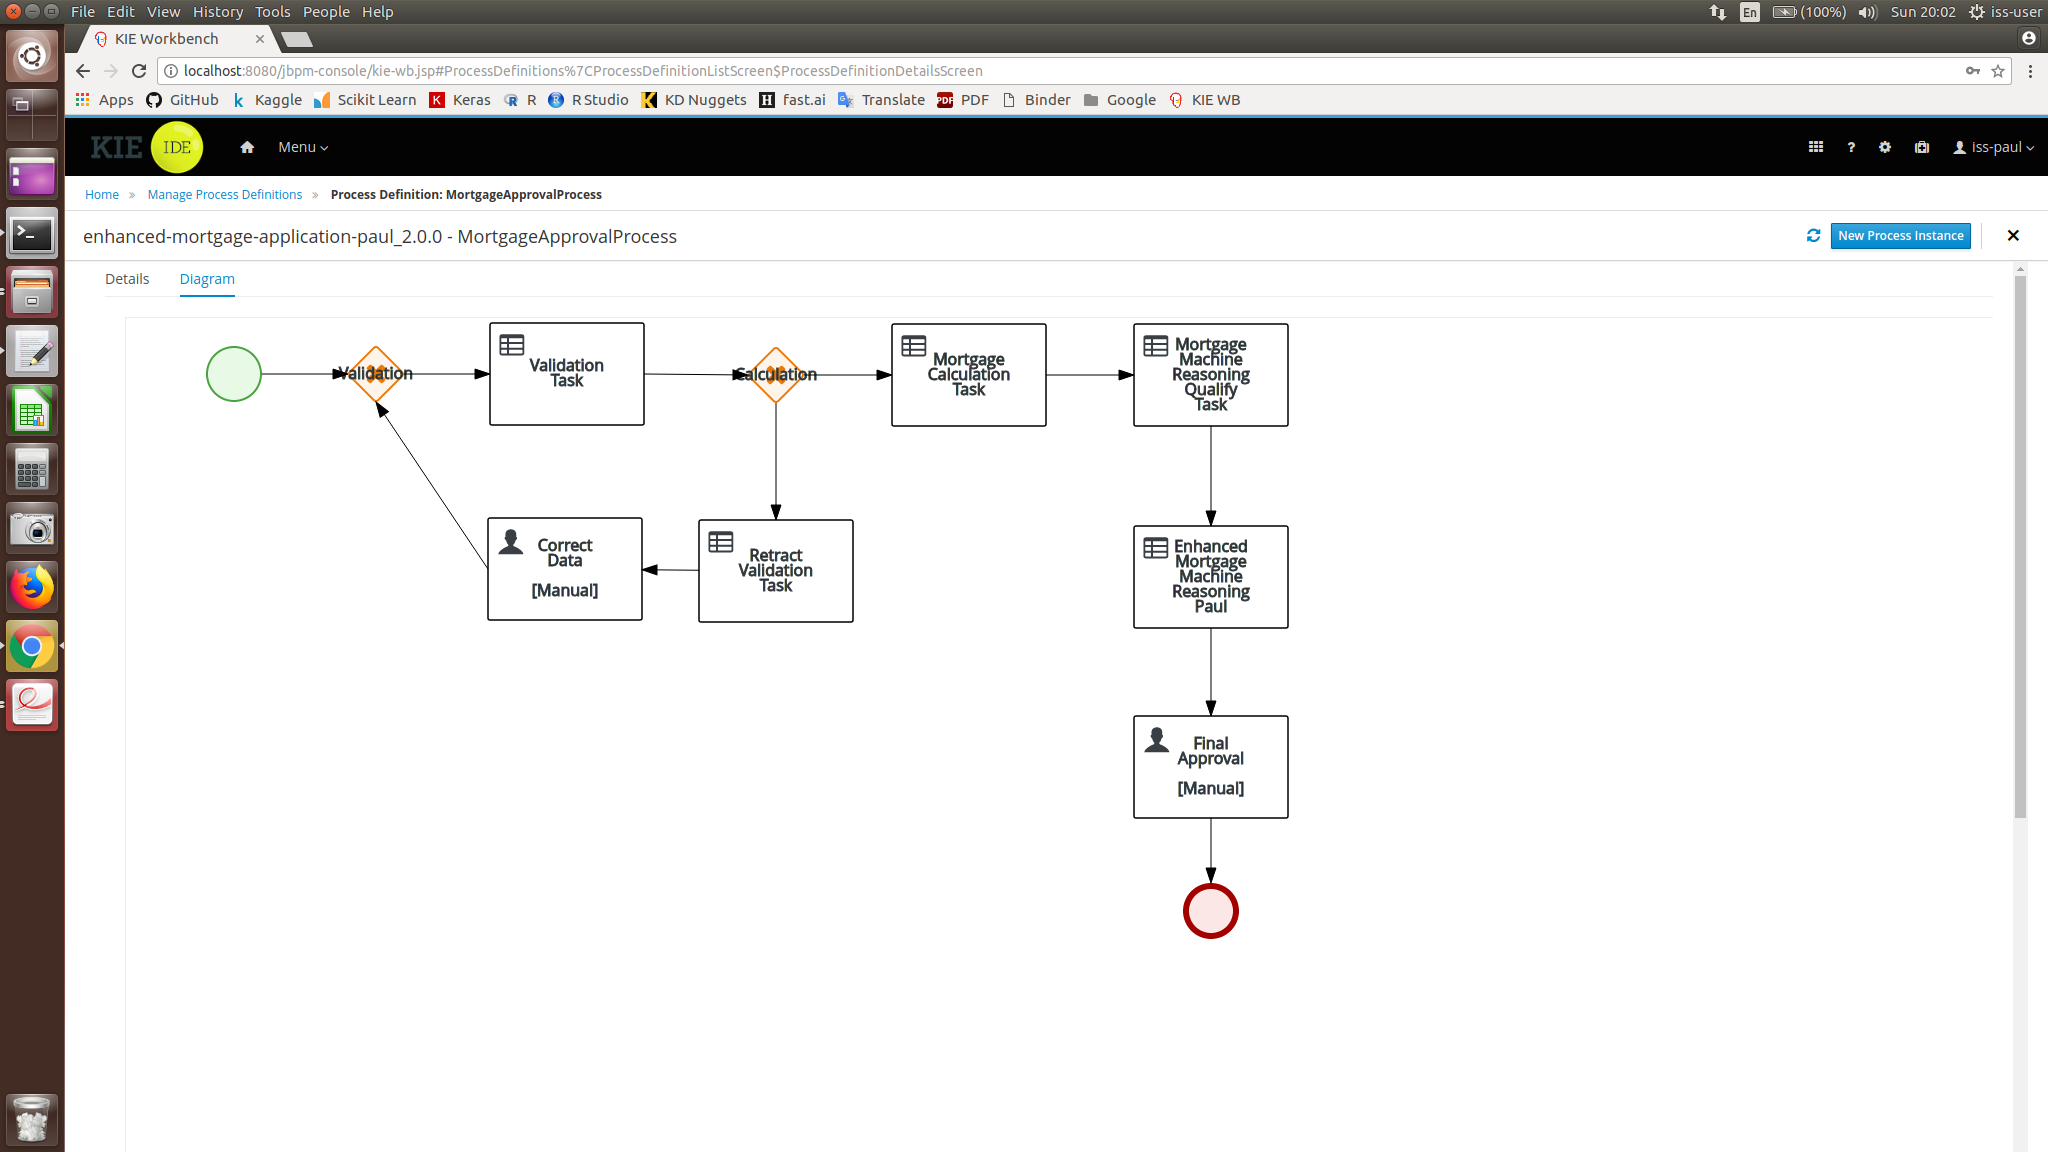 File Edit View History Tools People Help
En (100%) Sun 20:02 iss-user
KIE Workbench
localhost:8080/jbpm-console/kie-wb.jsp#ProcessDefinitions%7CProcessDefinitionListScreen$ProcessDefinitionDetailsScreen
Apps GitHub Kaggle Scikit Learn Keras R R Studio KD Nuggets fast.ai Translate PDF Binder Google KIE WB
KIE IDE Menu ? iss-paul
Home » Manage Process Definitions » Process Definition: MortgageApprovalProcess
enhanced-mortgage-application-paul_2.0.0 - MortgageApprovalProcess
New Process Instance
Details Diagram
Validation
Validation
Task
Calculation
Mortgage
Calculation
Task
Mortgage
Machine
Reasoning
Qualify
Task
Correct
Data
[Manual]
Retract
Validation
Task
Enhanced
Mortgage
Machine
Reasoning
Paul
Final
Approval
[Manual]